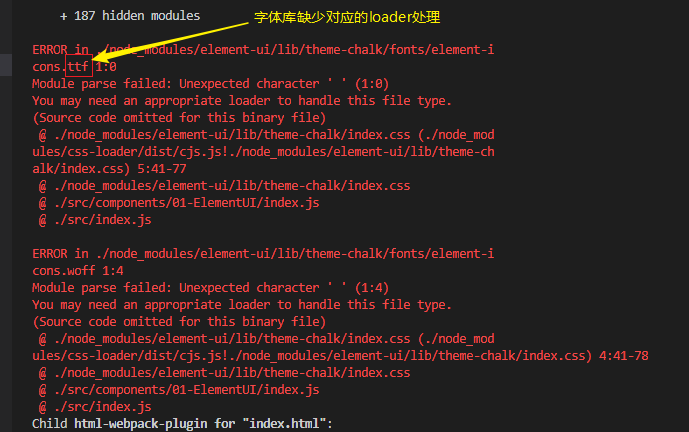 + 187 hidden modules
字体库缺少对应的loader处理
ERROR in ./node_modules/element-ui/lib/theme-chalk/fonts/element-i
cons.ttf 1:0
Module parse failed: Unexpected character ' ' (1:0)
You may need an appropriate loader to handle this file type.
(Source code omitted for this binary file)
@ ./node_modules/element-ui/lib/theme-chalk/index.css (./node_mod
ules/css-loader/dist/cjs.js!./node_modules/element-ui/lib/theme-ch
alk/index.css) 5:41-77
@ ./node_modules/element-ui/lib/theme-chalk/index.css
@ ./src/components/01-ElementUI/index.js
@ ./src/index.js
ERROR in ./node_modules/element-ui/lib/theme-chalk/fonts/element-i
cons.woff 1:4
Module parse failed: Unexpected character ' ' (1:4)
You may need an appropriate loader to handle this file type.
(Source code omitted for this binary file)
@ ./node_modules/element-ui/lib/theme-chalk/index.css (./node_mod
ules/css-loader/dist/cjs.js!./node_modules/element-ui/lib/theme-chalk/index.css) 4:41-78
@ ./node_modules/element-ui/lib/theme-chalk/index.css
@ ./src/components/01-ElementUI/index.js
@ ./src/index.js
Child html-webpack-plugin for "index.html":